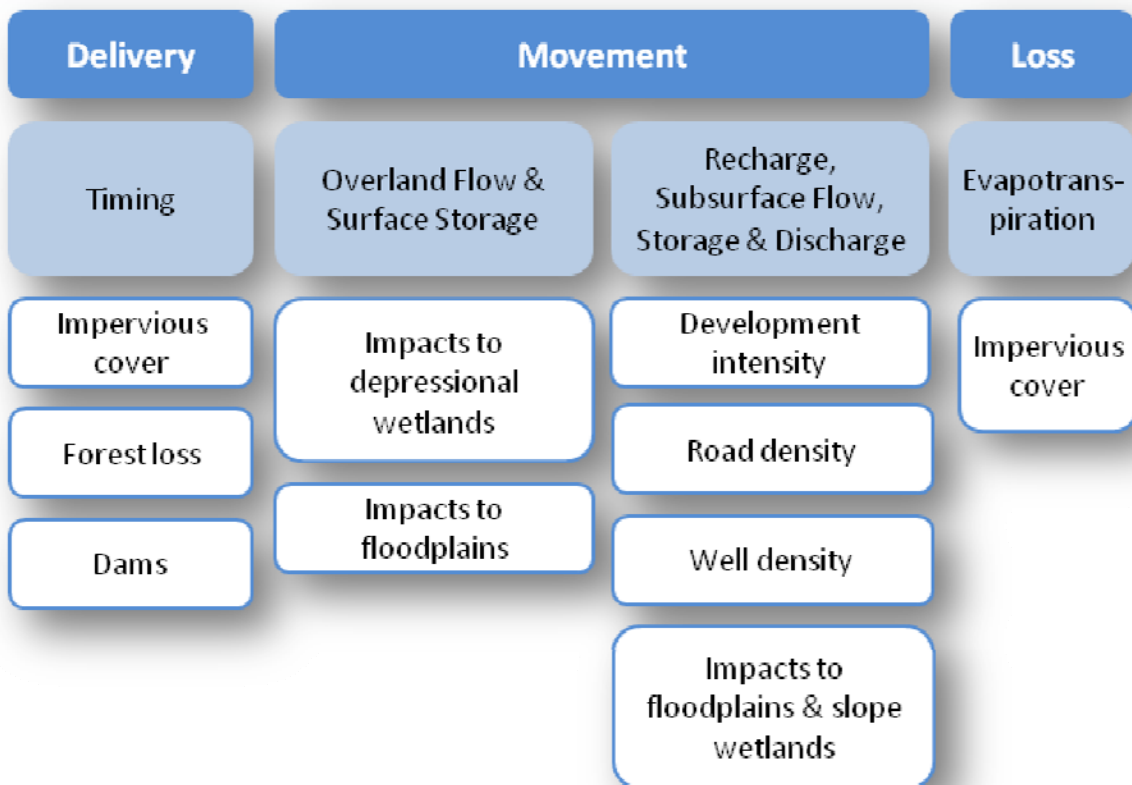 Delivery
Movement
Loss
Timing
Overland Flow &
Surface Storage
Recharge,
Subsurface Flow,
Storage & Discharge
Evapotrans-
piration
Impervious
cover
Forest loss
Dams
Impacts to
depressional
wetlands
Impacts to
floodplains
Development
intensity
Road density
Well density
Impacts to
floodplains & slope
wetlands
Impervious
cover